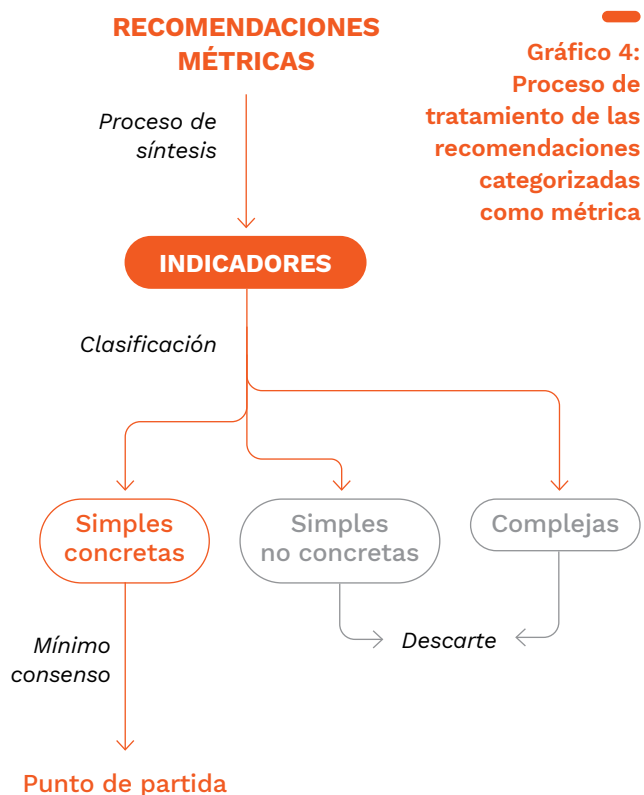 RECOMENDACIONES
MÉTRICAS
Gráfico 4:
Proceso de
tratamiento de las
recomendaciones
categorizadas
como métrica
Proceso de
síntesis
INDICADORES
Clasificación
Simples
concretas
Simples
no concretas
Complejas
Mínimo
consenso
Descarte
Punto de partida